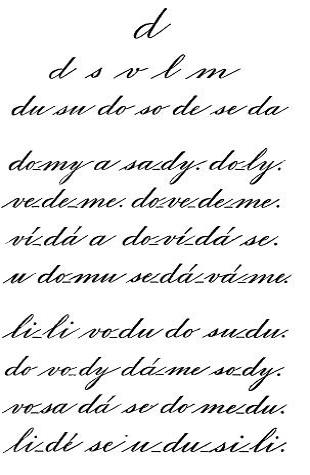 d
d s v l m
du su do so de se da
do-my a sa-dy. do-ly.
ve-de-me. do-ve-de-me.
ví-dá a do-ví-dá se.
u do-mu se-dá-vá-me.
li-li vo-du do su-du.
do vo-dy dá-me so-dy.
vo-sa dá se do me-du.
li-dé se u-du-si-li.